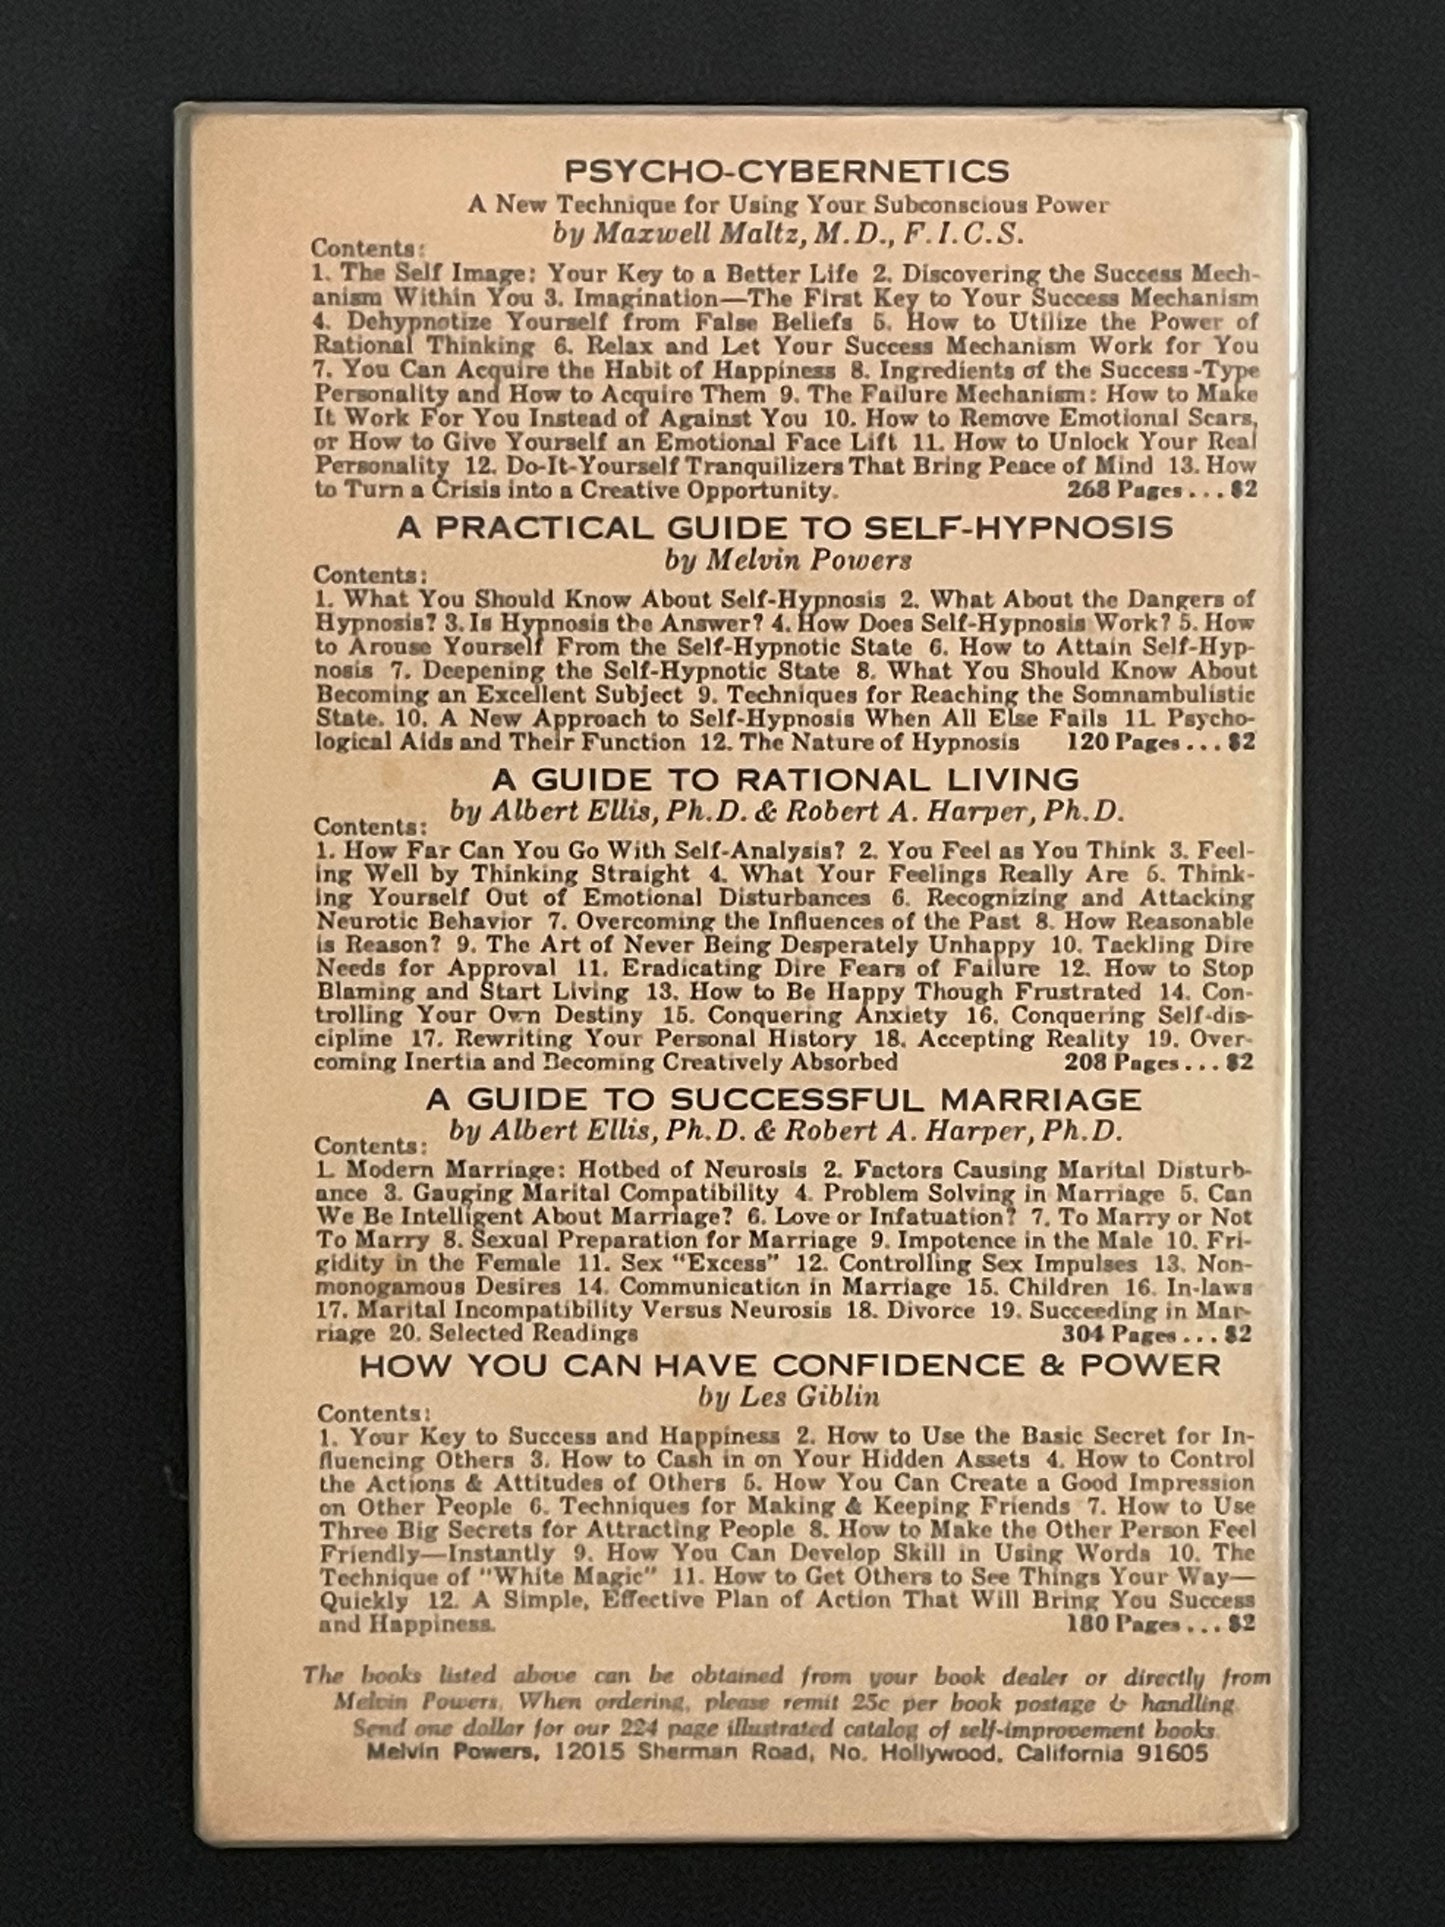 PSYCHO-CYBERNETICS
A New Technique for Using Your Subconscious Power
by Maxwell Maltz, M.D., F.I.C.S.
Contents:
1. The Self Image: Your Key to a Better Life 2. Discovering the Success Mech-
anism Within You 3. Imagination—The First Key to Your Success Mechanism
4. Dehypnotize Yourself from False Beliefs 5. How to Utilize the Power of
Rational Thinking 6. Relax and Let Your Success Mechanism Work for You
7. You Can Acquire the Habit of Happiness 8. Ingredients of the Success-Type
Personality and How to Acquire Them 9. The Failure Mechanism: How to Make
It Work For You Instead of Against You 10. How to Remove Emotional Scars,
or How to Give Yourself an Emotional Face Lift 11. How to Unlock Your Real
Personality 12. Do-It-Yourself Tranquilizers That Bring Peace of Mind 13. How
to Turn a Crisis into a Creative Opportunity. 268 Pages...$2
A PRACTICAL GUIDE TO SELF-HYPNOSIS
by Melvin Powers
Contents:
1. What You Should Know About Self-Hypnosis 2. What About the Dangers of
Hypnosis? 3. Is Hypnosis the Answer? 4. How Does Self-Hypnosis Work? 5. How
to Arouse Yourself From the Self-Hypnotic State 6. How to Attain Self-Hyp-
nosis 7. Deepening the Self-Hypnotic State 8. What You Should Know About
Becoming an Excellent Subject 9. Techniques for Reaching the Somnambulistic
State. 10. A New Approach to Self-Hypnosis When All Else Fails 11. Psycho-
logical Aids and Their Function 12. The Nature of Hypnosis 120 Pages...$2
A GUIDE TO RATIONAL LIVING
by Albert Ellis, Ph.D. & Robert A. Harper, Ph.D.
Contents:
1. How Far Can You Go With Self-Analysis? 2. You Feel as You Think 3. Feel-
ing Well by Thinking Straight 4. What Your Feelings Really Are 5. Think-
ing Yourself Out of Emotional Disturbances 6. Recognizing and Attacking
Neurotic Behavior 7. Overcoming the Influences of the Past 8. How Reasonable
is Reason? 9. The Art of Never Being Desperately Unhappy 10. Tackling Dire
Needs for Approval 11. Eradicating Dire Fears of Failure 12. How to Stop
Blaming and Start Living 13. How to Be Happy Though Frustrated 14. Con-
trolling Your Own Destiny 15. Conquering Anxiety 16. Conquering Self-dis-
cipline 17. Rewriting Your Personal History 18. Accepting Reality 19. Over-
coming Inertia and Becoming Creatively Absorbed 208 Pages...$2
A GUIDE TO SUCCESSFUL MARRIAGE
by Albert Ellis, Ph.D. & Robert A. Harper, Ph.D.
Contents:
1. Modern Marriage: Hotbed of Neurosis 2. Factors Causing Marital Disturb-
ance 3. Gauging Marital Compatibility 4. Problem Solving in Marriage 5. Can
We Be Intelligent About Marriage? 6. Love or Infatuation? 7. To Marry or Not
To Marry 8. Sexual Preparation for Marriage 9. Impotence in the Male 10. Fri-
gidity in the Female 11. Sex "Excess" 12. Controlling Sex Impulses 13. Non-
monogamous Desires 14. Communication in Marriage 15. Children 16. In-laws
17. Marital Incompatibility Versus Neurosis 18. Divorce 19. Succeeding in Mar-
riage 20. Selected Readings 304 Pages...$2
HOW YOU CAN HAVE CONFIDENCE & POWER
by Les Giblin
Contents:
1. Your Key to Success and Happiness 2. How to Use the Basic Secret for In-
fluencing Others 3. How to Cash in on Your Hidden Assets 4. How to Control
the Actions & Attitudes of Others 5. How You Can Create a Good Impression
on Other People 6. Techniques for Making & Keeping Friends 7. How to Use
Three Big Secrets for Attracting People 8. How to Make the Other Person Feel
Friendly—Instantly 9. How You Can Develop Skill in Using Words 10. The
Technique of "White Magic" 11. How to Get Others to See Things Your Way—
Quickly 12. A Simple, Effective Plan of Action That Will Bring You Success
and Happiness. 180 Pages...$2
The books listed above can be obtained from your book dealer or directly from
Melvin Powers. When ordering, please remit 25c per book postage & handling.
Send one dollar for our 224 page illustrated catalog of self-improvement books.
Melvin Powers, 12015 Sherman Road, No. Hollywood, California 91605